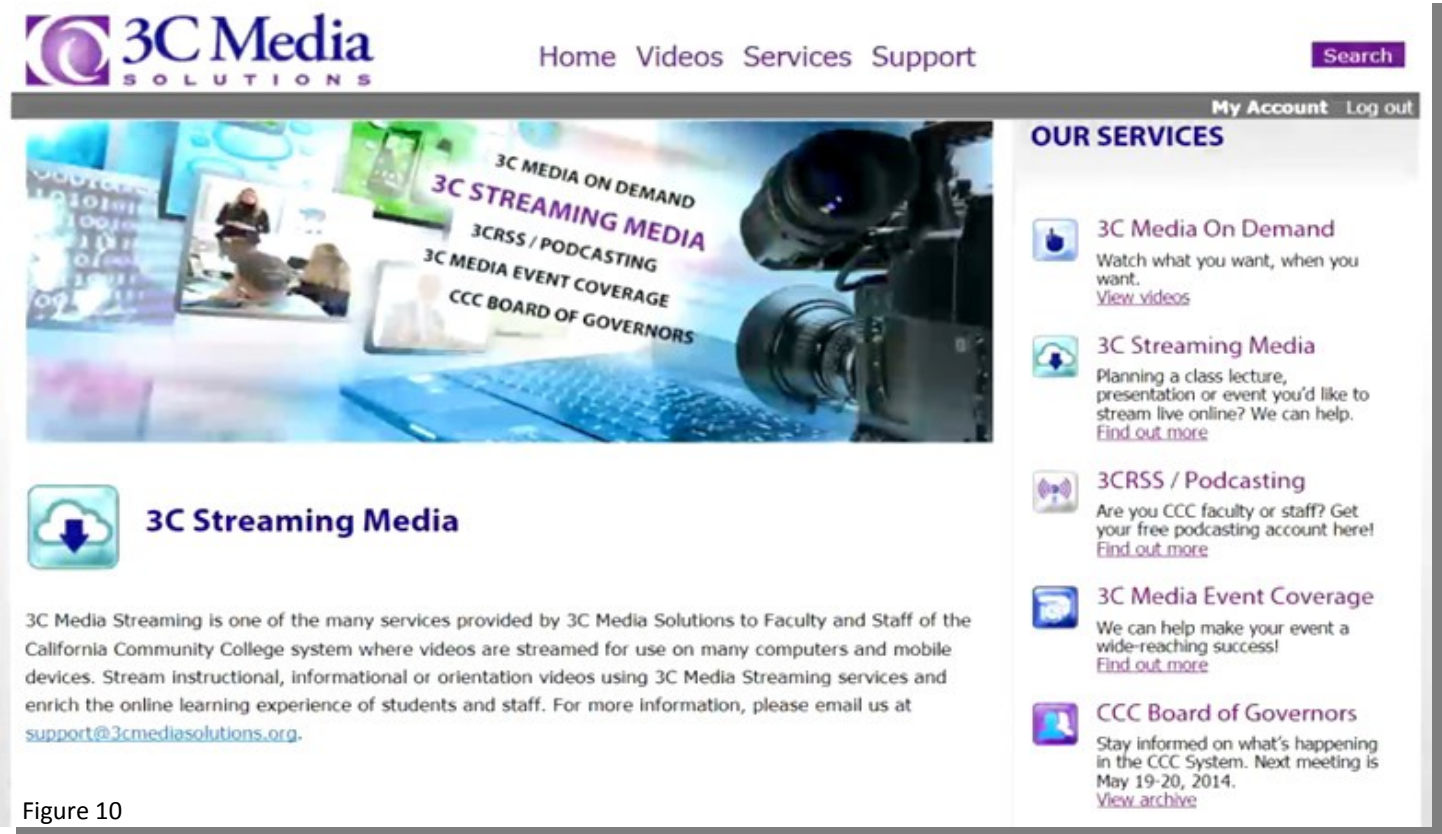 3C Media
SOLUTIONS
Home Videos Services Support
Search
My Account Log out
3C MEDIA ON DEMAND
3C STREAMING MEDIA
3CRSS / PODCASTING
3C MEDIA EVENT COVERAGE
CCC BOARD OF GOVERNORS
3C Streaming Media
3C Media Streaming is one of the many services provided by 3C Media Solutions to Faculty and Staff of the
California Community College system where videos are streamed for use on many computers and mobile
devices. Stream instructional, informational or orientation videos using 3C Media Streaming services and
enrich the online learning experience of students and staff. For more information, please email us at
support@3cmediasolutions.org.
OUR SERVICES
3C Media On Demand
Watch what you want, when you
want.
View videos
3C Streaming Media
Planning a class lecture,
presentation or event you'd like to
stream live online? We can help.
Find out more
3CRSS / Podcasting
Are you CCC faculty or staff? Get
your free podcasting account here!
Find out more
3C Media Event Coverage
We can help make your event a
wide-reaching success!
Find out more
CCC Board of Governors
Stay informed on what's happening
in the CCC System. Next meeting is
May 19-20, 2014.
View archive
Figure 10